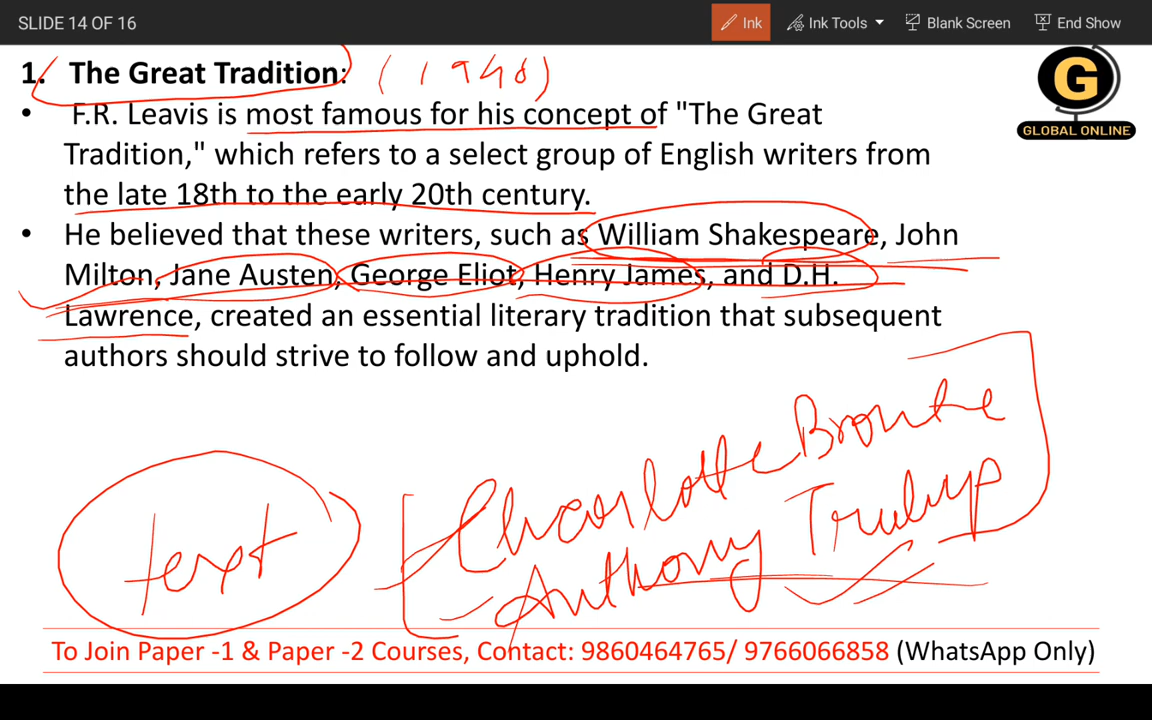 SLIDE 14 OF 16 Ink Ink Tools Blank Screen End Show
1. The Great Tradition: (1948)
G
GLOBAL ONLINE
• F.R. Leavis is most famous for his concept of "The Great
Tradition," which refers to a select group of English writers from
the late 18th to the early 20th century.
• He believed that these writers, such as William Shakespeare, John
Milton, Jane Austen, George Eliot, Henry James, and D.H.
Lawrence, created an essential literary tradition that subsequent
authors should strive to follow and uphold.
text
Charlotte Bronte
Anthony
To Join Paper -1 & Paper -2 Courses, Contact: 9860464765/ 9766066858 (WhatsApp Only)